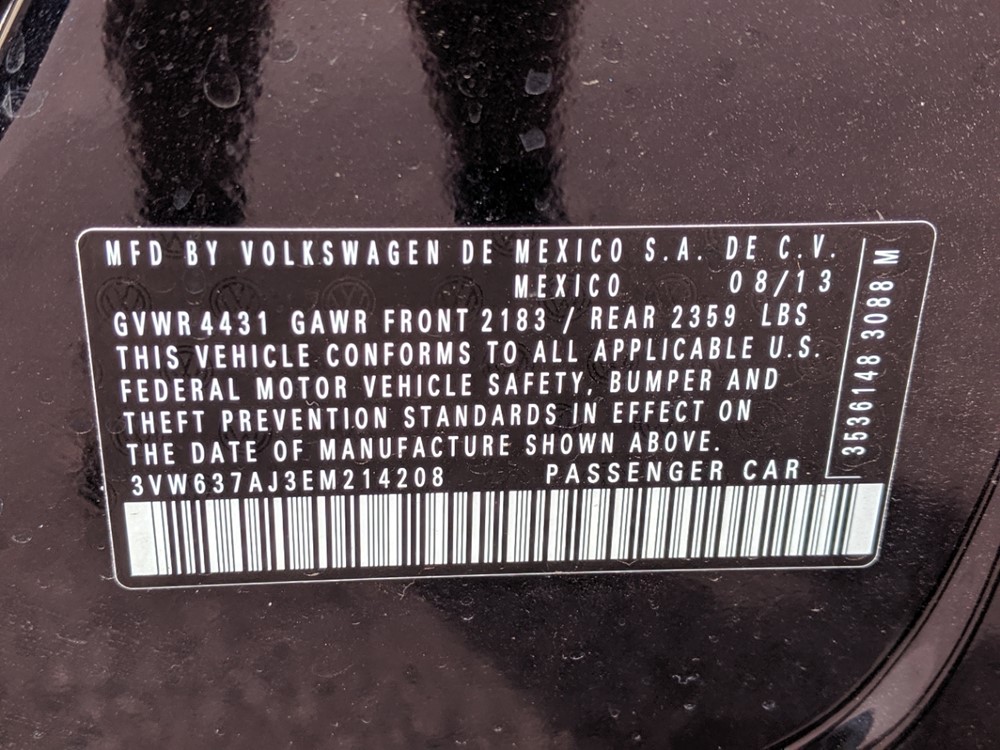 MFD BY VOLKSWAGEN DE MEXICO S.A. DE C.V.
MEXICO 08/13
GVWR 4431 GAWR FRONT 2183 / REAR 2359 LBS
THIS VEHICLE CONFORMS TO ALL APPLICABLE U.S.
FEDERAL MOTOR VEHICLE SAFETY, BUMPER AND
THEFT PREVENTION STANDARDS IN EFFECT ON
THE DATE OF MANUFACTURE SHOWN ABOVE.
3VW637AJ3EM214208 PASSENGER CAR
3536148 3088 M